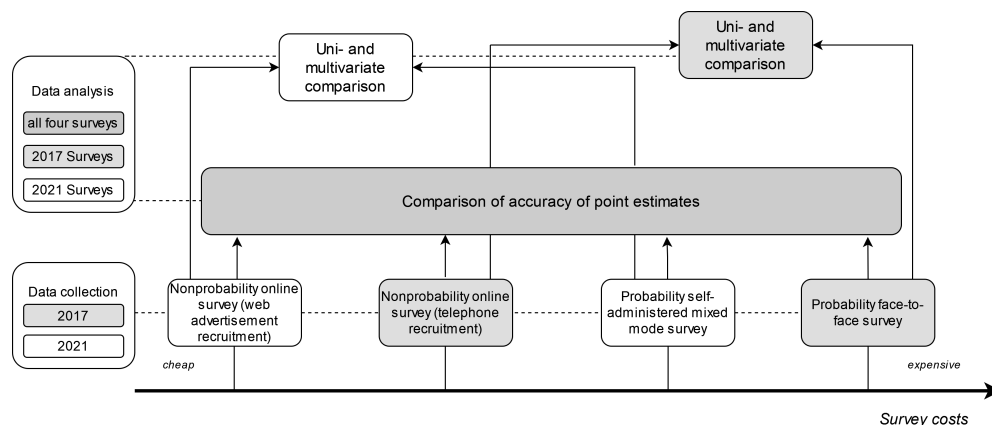 Uni- and
multivariate
comparison
Uni- and
multivariate
comparison
Data analysis
all four surveys
2017 Surveys
2021 Surveys
Comparison of accuracy of point estimates
Data collection
2017
2021
Nonprobability online
survey (web
advertisement
recruitment)
Nonprobability online
survey (telephone
recruitment)
Probability self-
administered mixed
mode survey
Probability face-to-
face survey
cheap
expensive
Survey costs